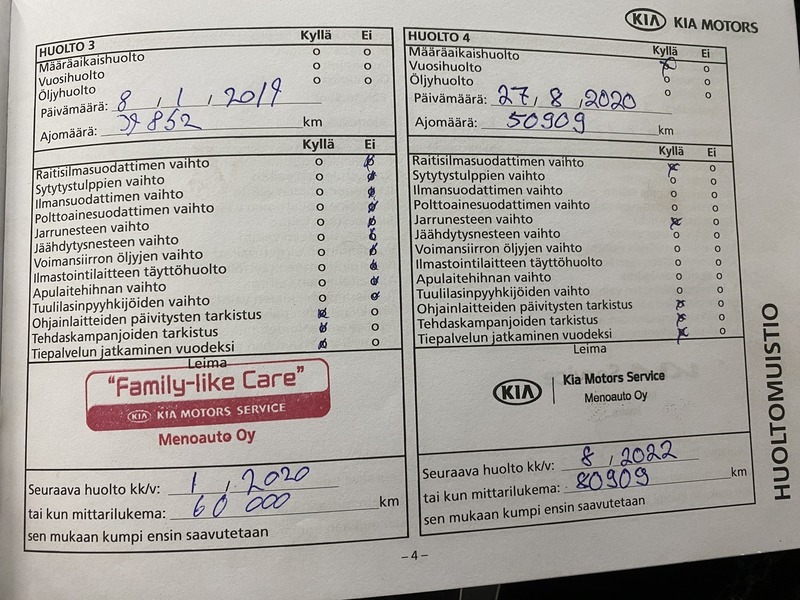 KIA KIA MOTORS
HUOLTO 3 Kyllä Ei
Määräaikaishuolto o o
Vuosihuolto o o
Öljyhuolto o o
Päivämäärä: 8 , 1 , 2019
Ajomäärä: 39852 km
Kyllä Ei
Raitisilmasuodattimen vaihto o
Sytytystulppien vaihto o
Ilmansuodattimen vaihto o
Polttoainesuodattimen vaihto o
Jarrunesteen vaihto o
Jäähdytysnesteen vaihto o
Voimansiirron öljyjen vaihto o
Ilmastointilaitteen täyttöhuolto o
Apulaitehihnan vaihto o
Tuulilasinpyyhkijöiden vaihto o
Ohjainlaitteiden päivitysten tarkistus o
Tehdaskampanjoiden tarkistus o
Tiepalvelun jatkaminen vuodeksi o
Leima
"Family-like Care"
KIA KIA MOTORS SERVICE
Menoauto Oy
Seuraava huolto kk/v: 1 , 2020
tai kun mittarilukema: 60 000 km
sen mukaan kumpi ensin saavutetaan
HUOLTO 4 Kyllä Ei
Määräaikaishuolto o
Vuosihuolto o
Öljyhuolto o o
Päivämäärä: 27, 8 , 2020
Ajomäärä: 50909 km
Kyllä Ei
Raitisilmasuodattimen vaihto o
Sytytystulppien vaihto o o
Ilmansuodattimen vaihto o o
Polttoainesuodattimen vaihto o o
Jarrunesteen vaihto o
Jäähdytysnesteen vaihto o o
Voimansiirron öljyjen vaihto o o
Ilmastointilaitteen täyttöhuolto o o
Apulaitehihnan vaihto o o
Tuulilasinpyyhkijöiden vaihto o o
Ohjainlaitteiden päivitysten tarkistus o
Tehdaskampanjoiden tarkistus o
Tiepalvelun jatkaminen vuodeksi o
Leima
KIA Kia Motors Service
Menoauto Oy
Seuraava huolto kk/v: 8 , 2022
tai kun mittarilukema: 80909 km
sen mukaan kumpi ensin saavutetaan
– 4 –
HUOLTOMUISTIO